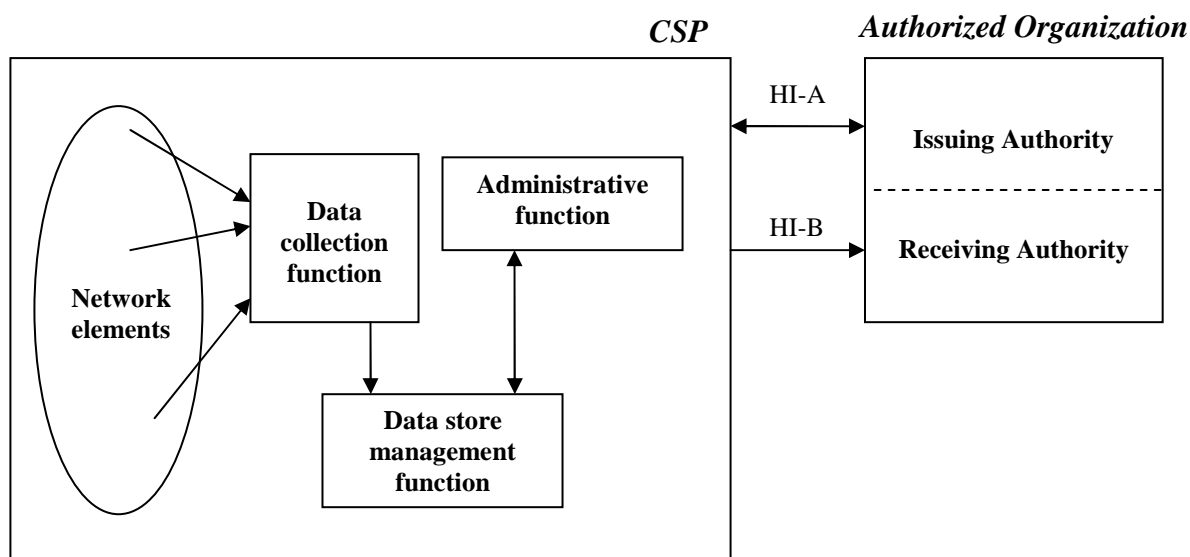 CSP
Authorized Organization
HI-A
Issuing Authority
Administrative
function
Data
collection
function
HI-B
Receiving Authority
Network
elements
Data store
management
function